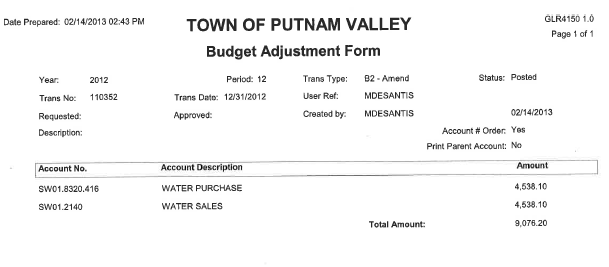 Date Prepared: 02/14/2013 02:43 PM
TOWN OF PUTNAM VALLEY
GLR4150 1.0
Page 1 of 1
Budget Adjustment Form
Year: 2012 Period: 12 Trans Type: B2 - Amend Status: Posted
Trans No: 110352 Trans Date: 12/31/2012 User Ref: MDESANTIS
Requested: Approved: Created by: MDESANTIS 02/14/2013
Description: Account # Order: Yes
Print Parent Account: No
Account No. Account Description Amount
SW01.8320.416 WATER PURCHASE 4,538.10
SW01.2140 WATER SALES 4,538.10
Total Amount: 9,076.20